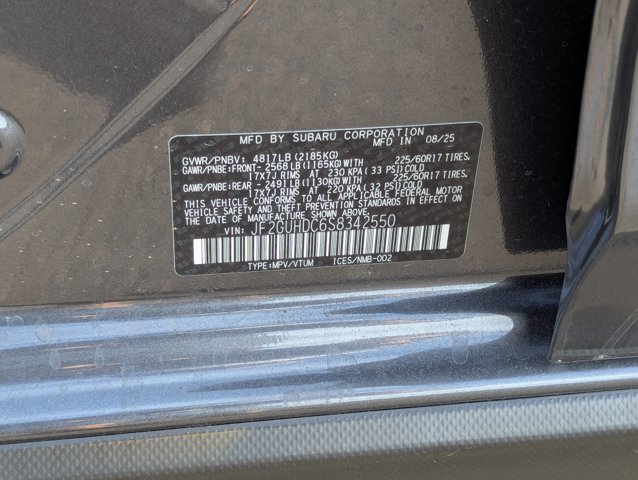 MFD BY SUBARU CORPORATION
MFD IN 08/25
GVWR/PNBV: 4817LB (2185KG)
GAWR/PNBE:FRONT- 2568LB (1165KG) WITH 225/60R17 TIRES.
17X7J RIMS AT 230 KPA (33 PSI) COLD
GAWR/PNBE:REAR - 2491LB (1130KG) WITH 225/60R17 TIRES.
17X7J RIMS AT 220 KPA (32 PSI) COLD
THIS VEHICLE CONFORMS TO ALL APPLICABLE FEDERAL MOTOR
VEHICLE SAFETY AND THEFT PREVENTION STANDARDS IN EFFECT
ON THE DATE OF MANUFACTURE SHOWN ABOVE.
VIN: JF2GUHDC6S8342550
TYPE:MPV/VTUM ICES/NMB-002